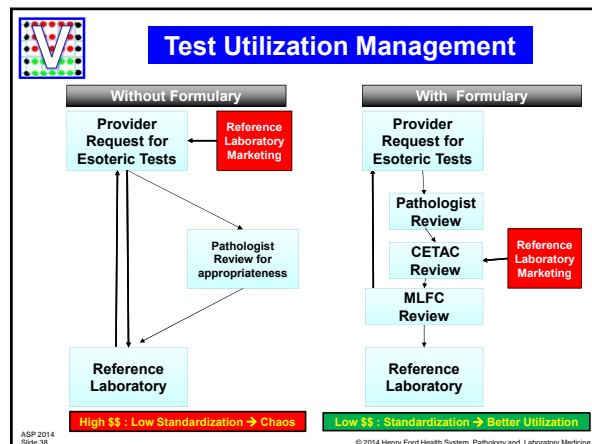 V
Test Utilization Management
Without Formulary
Provider
Request for
Esoteric Tests
Reference
Laboratory
Marketing
Pathologist
Review for
appropriateness
Reference
Laboratory
High $$ : Low Standardization → Chaos
With Formulary
Provider
Request for
Esoteric Tests
Pathologist
Review
CETAC
Review
Reference
Laboratory
Marketing
MLFC
Review
Reference
Laboratory
Low $$ : Standardization → Better Utilization
ASP 2014
Slide 38
© 2014 Henry Ford Health System, Pathology and Laboratory Medicine